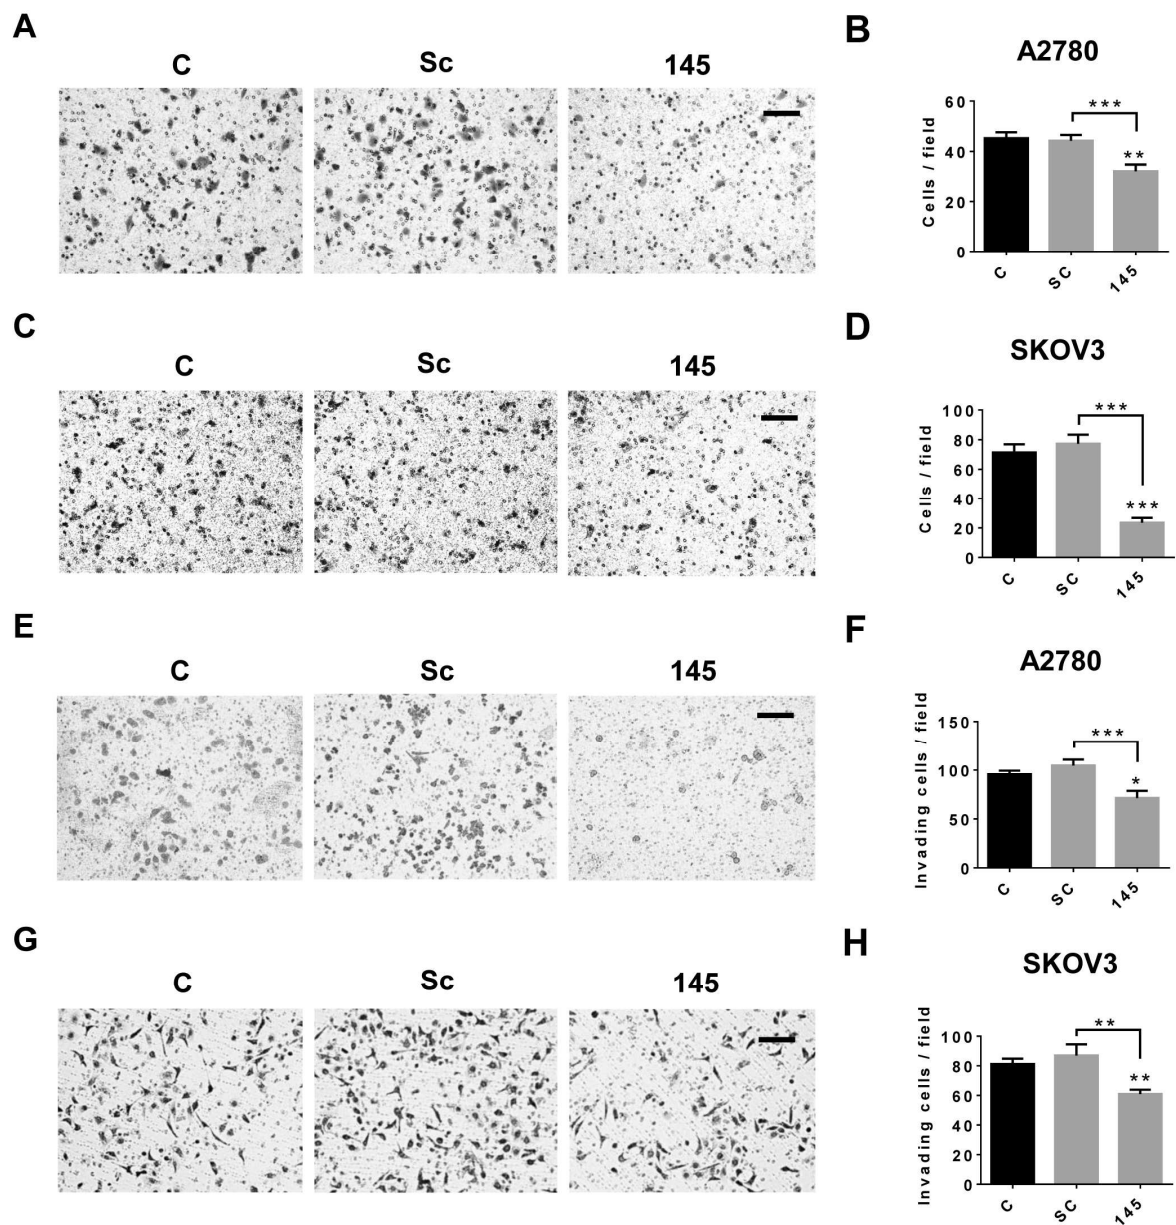 A
C Sc 145
B
A2780
Cells / field
60
40
20
0
***
**
C SC 145
C
C Sc 145
D
SKOV3
Cells / field
100
80
60
40
20
0
***
***
C SC 145
E
C Sc 145
F
A2780
Invading cells / field
150
100
50
0
***
*
C SC 145
G
C Sc 145
H
SKOV3
Invading cells / field
100
80
60
40
20
0
**
**
C SC 145